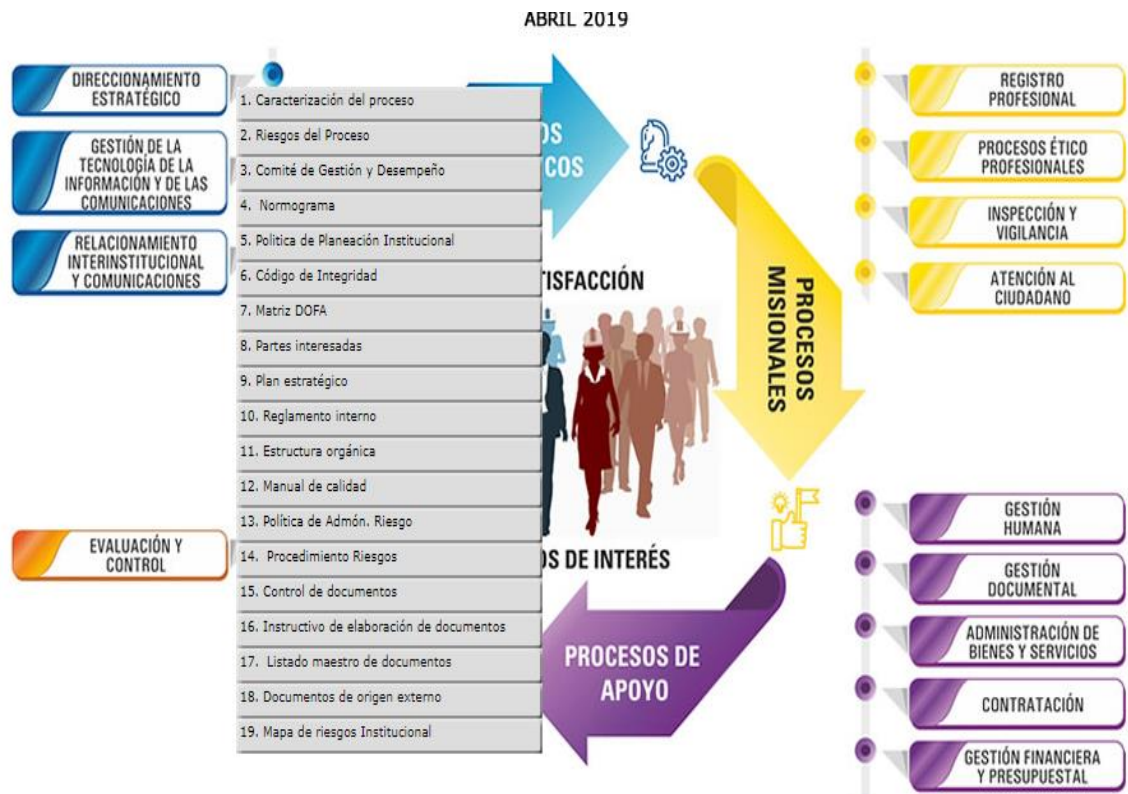 ABRIL 2019
DIRECCIONAMIENTO
ESTRATÉGICO
GESTIÓN DE LA
TECNOLOGÍA DE LA
INFORMACIÓN Y DE LAS
COMUNICACIONES
RELACIONAMIENTO
INTERINSTITUCIONAL
Y COMUNICACIONES
EVALUACIÓN Y
CONTROL
1. Caracterización del proceso
2. Riesgos del Proceso
3. Comité de Gestión y Desempeño
4. Normograma
5. Politica de Planeación Institucional
6. Código de Integridad
7. Matriz DOFA
8. Partes interesadas
9. Plan estratégico
10. Reglamento interno
11. Estructura orgánica
12. Manual de calidad
13. Política de Admón. Riesgo
14. Procedimiento Riesgos
15. Control de documentos
16. Instructivo de elaboración de documentos
17. Listado maestro de documentos
18. Documentos de origen externo
19. Mapa de riesgos Institucional
OS
COS
TISFACCIÓN
OS DE INTERÉS
PROCESOS
MISIONALES
PROCESOS DE
APOYO
REGISTRO
PROFESIONAL
PROCESOS ÉTICO
PROFESIONALES
INSPECCIÓN Y
VIGILANCIA
ATENCIÓN AL
CIUDADANO
GESTIÓN
HUMANA
GESTIÓN
DOCUMENTAL
ADMINISTRACIÓN DE
BIENES Y SERVICIOS
CONTRATACIÓN
GESTIÓN FINANCIERA
Y PRESUPUESTAL